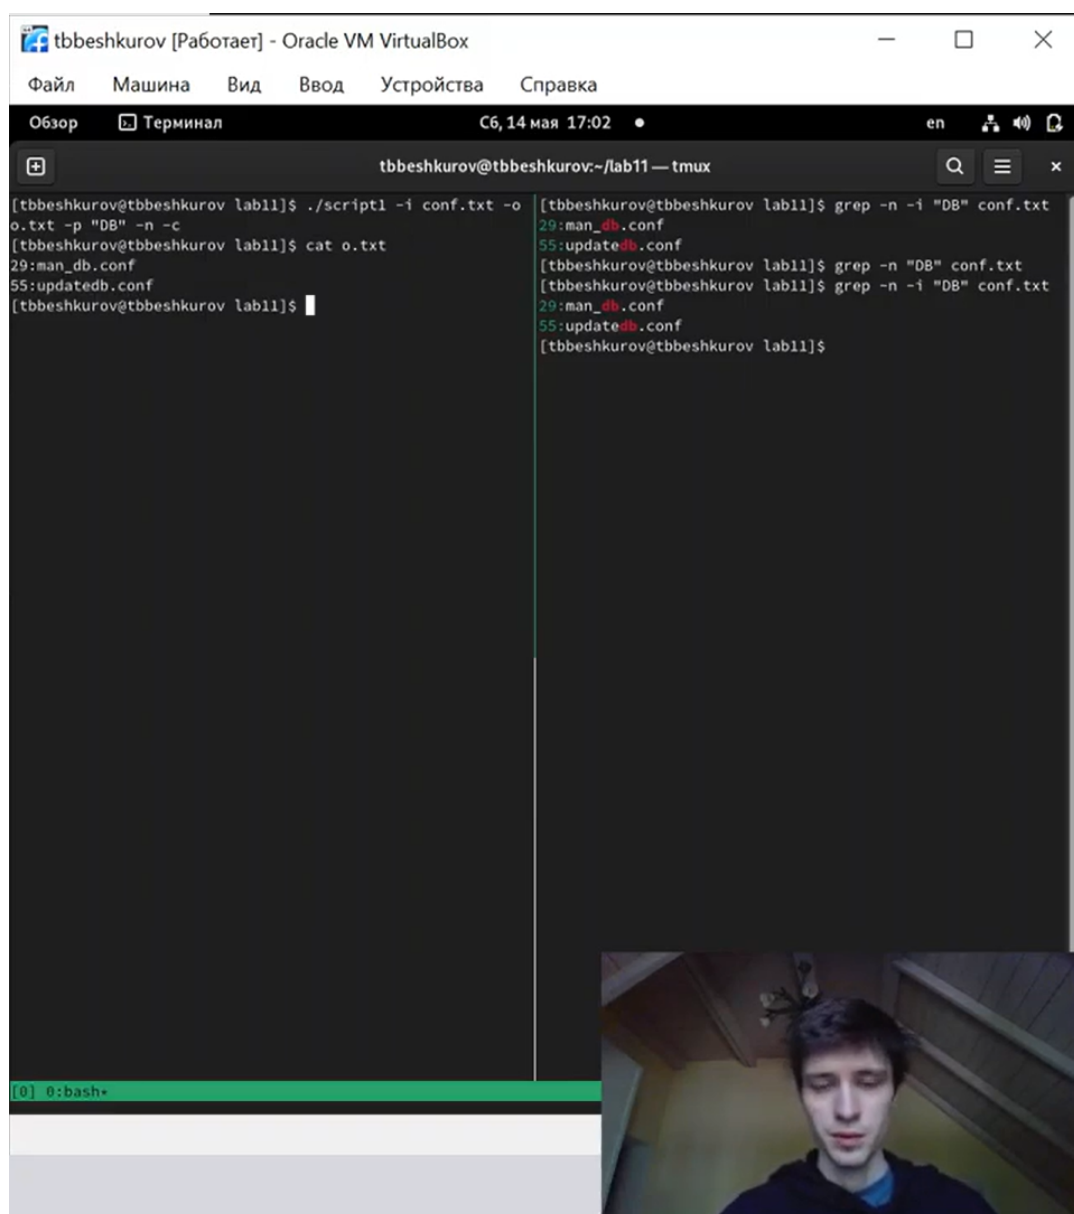 tbbeshkurov [Работает] - Oracle VM VirtualBox
Файл Машина Вид Ввод Устройства Справка
Обзор Терминал Сб, 14 мая 17:02 en
tbbeshkurov@tbbeshkurov:~/lab11 — tmux
[tbbeshkurov@tbbeshkurov lab11]$ ./script1 -i conf.txt -o
o.txt -p "DB" -n -c
[tbbeshkurov@tbbeshkurov lab11]$ cat o.txt
29:man_db.conf
55:updatedb.conf
[tbbeshkurov@tbbeshkurov lab11]$
[tbbeshkurov@tbbeshkurov lab11]$ grep -n -i "DB" conf.txt
29:man_db.conf
55:updatedb.conf
[tbbeshkurov@tbbeshkurov lab11]$ grep -n "DB" conf.txt
[tbbeshkurov@tbbeshkurov lab11]$ grep -n -i "DB" conf.txt
29:man_db.conf
55:updatedb.conf
[tbbeshkurov@tbbeshkurov lab11]$
[0] 0:bash*